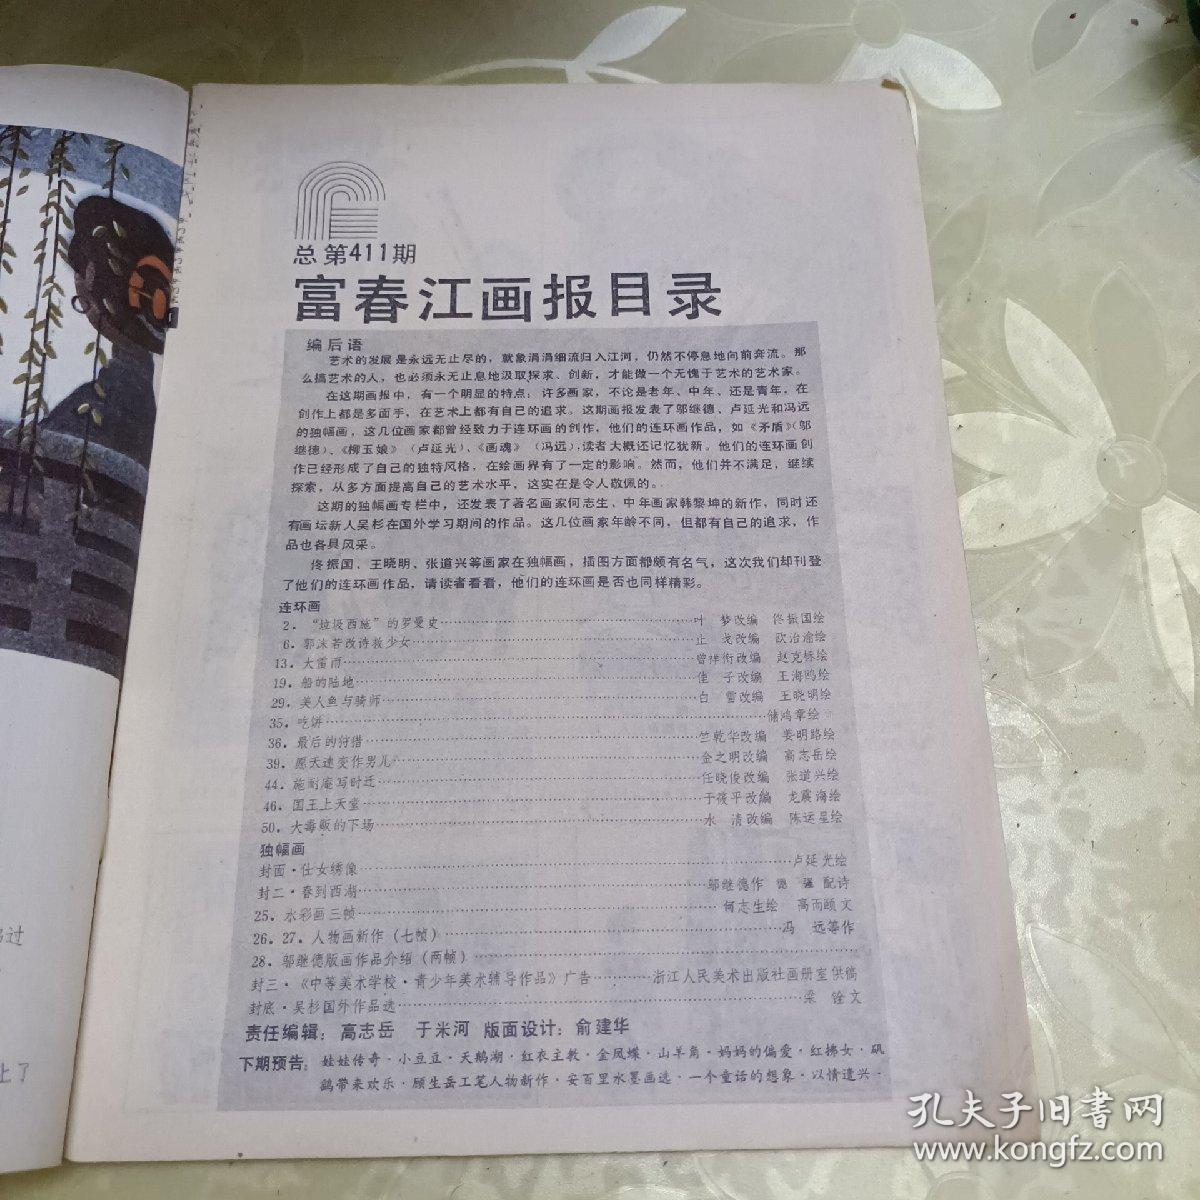 总第411期
富春江画报目录
编后语
艺术的发展是永远无止尽的，就象涓涓细流归入江河，仍然不停息地向前奔流。那
么搞艺术的人，也必须永无止息地汲取探求、创新，才能做一个无愧于艺术的艺术家。
在这期画报中，有一个明显的特点：许多画家，不论是老年、中年、还是青年，在
创作上都是多面手，在艺术上都有自己的追求。这期画报发表了邬继德、卢延光和冯远
的独幅画，这几位画家都曾经致力于连环画的创作，他们的连环画作品，如《矛盾》（邬
继德）、《柳玉娘》（卢延光）、《画魂》（冯远），读者大概还记忆犹新。他们的连环画创
作已经形成了自己的独特风格，在绘画界有了一定的影响。然而，他们并不满足，继续
探索，从多方面提高自己的艺术水平，这实在是令人敬佩的。
这期的独幅画专栏中，还发表了著名画家何志生、中年画家韩黎坤的新作，同时还
有画坛新人吴杉在国外学习期间的作品。这几位画家年龄不同，但都有自己的追求，作
品也各具风采。
佟振国、王晓明、张道兴等画家在独幅画，插图方面都颇有名气，这次我们却刊登
了他们的连环画作品，请读者看看，他们的连环画是否也同样精彩。
连环画
2．“垃圾西施”的罗曼史……叶　梦改编　佟振国绘
6．郭沫若改诗救少女……止　戈改编　欧治渝绘
13．大雷雨……曾祥衔改编　赵克标绘
19．船的陆地……佳　子改编　王海鸥绘
29．美人鱼与骑师……白　雪改编　王晓明绘
35．吃饼……储鸿章绘
36．最后的狩猎……竺乾华改编　姜明路绘
39．愿天速变作男儿……金之明改编　高志岳绘
44．施耐庵写时迁……任晓俊改编　张道兴绘
46．国王上天堂……于筱平改编　龙震海绘
50．大毒贩的下场……水　清改编　陈运星绘
独幅画
封面·仕女绣像……卢延光绘
封二·春到西湖……邬继德作　强 配诗
25．水彩画三帧……何志生绘　高而颐文
26．27．人物画新作（七帧）……冯　远等作
28．邬继德版画作品介绍（两帧）……
封三·《中等美术学校·青少年美术辅导作品》广告……浙江人民美术出版社画册室供稿
封底·吴杉国外作品选……梁　铨文
责任编辑：高志岳　于米河　版面设计：俞建华
下期预告：娃娃传奇·小豆豆·天鹅湖·红衣主教·金凤蝶·山羊角·妈妈的偏爱·红拂女·矾
鹞带来欢乐·顾生岳工笔人物新作·安百里水墨画选·一个童话的想象·以情遣兴·
过
上了
孔夫子旧书网
www.kongfz.com